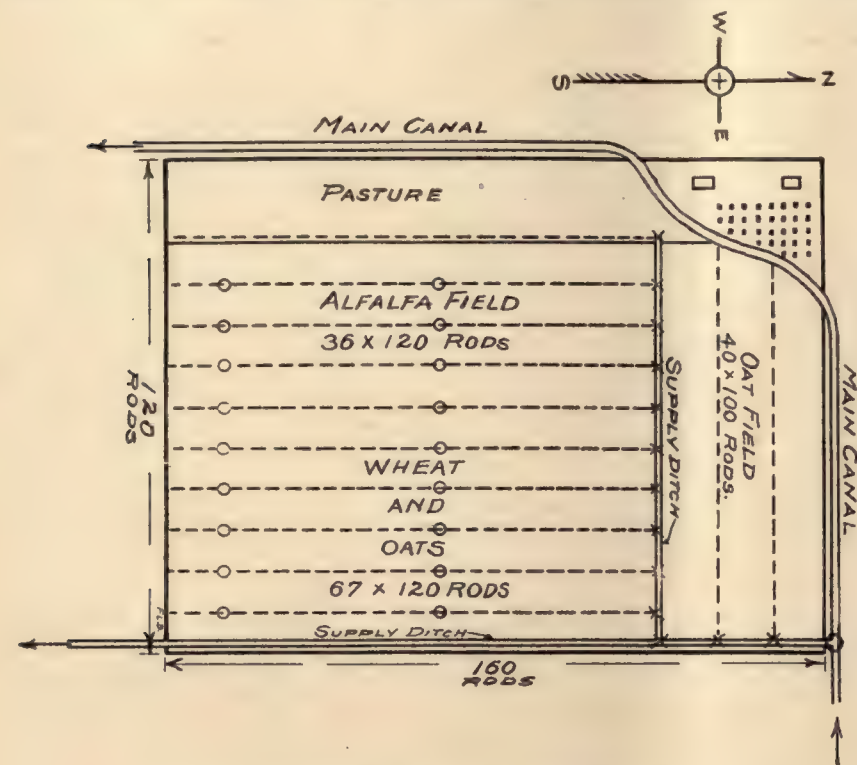 W
S
N
E
MAIN CANAL
PASTURE
ALFALFA FIELD
36 X 120 RODS
120
RODS
OAT FIELD
40 X 100 RODS.
SUPPLY DITCH
MAIN CANAL
WHEAT
AND
OATS
67 X 120 RODS
SUPPLY DITCH
160
RODS